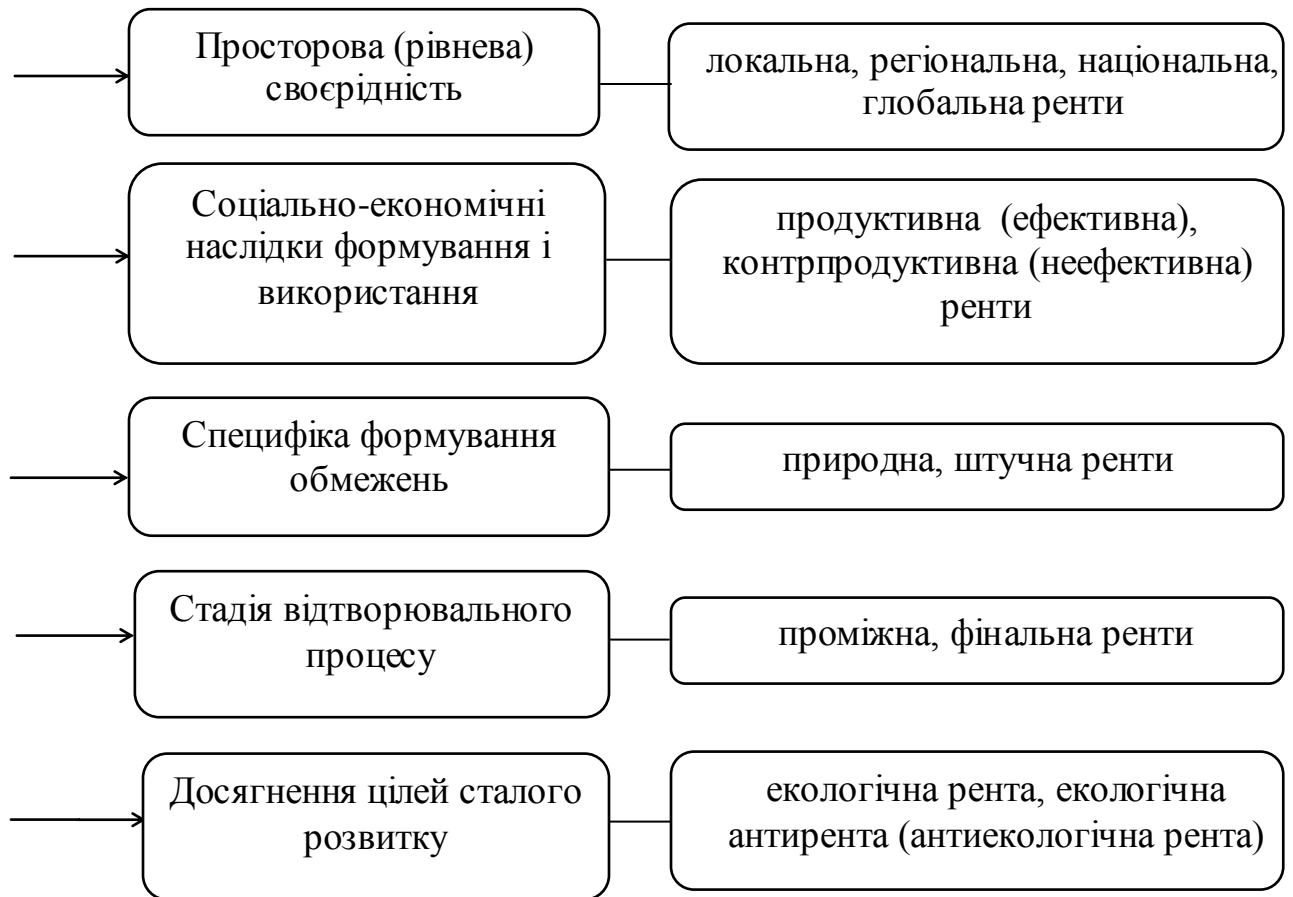 Просторова (рівнева)
своєрідність
локальна, регіональна, національна,
глобальна ренти
Соціально-економічні
наслідки формування і
використання
продуктивна (ефективна),
контрпродуктивна (неефективна)
ренти
Специфіка формування
обмежень
природна, штучна ренти
Стадія відтворювального
процесу
проміжна, фінальна ренти
Досягнення цілей сталого
розвитку
екологічна рента, екологічна
антирента (антиекологічна рента)